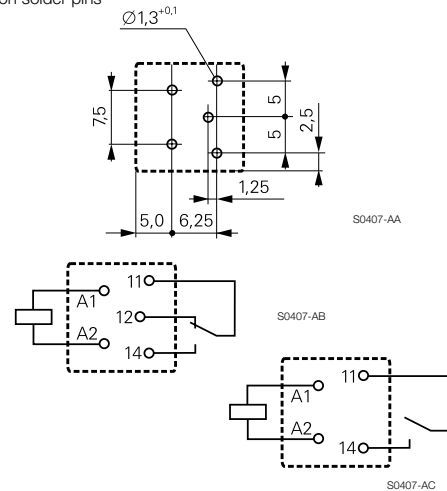 on solder pins
∅1,3+0,1
7,5
5
5
2,5
1,25
5,0 6,25
S0407-AA
11
A1
12
A2
14
S0407-AB
11
A1
A2
14
S0407-AC